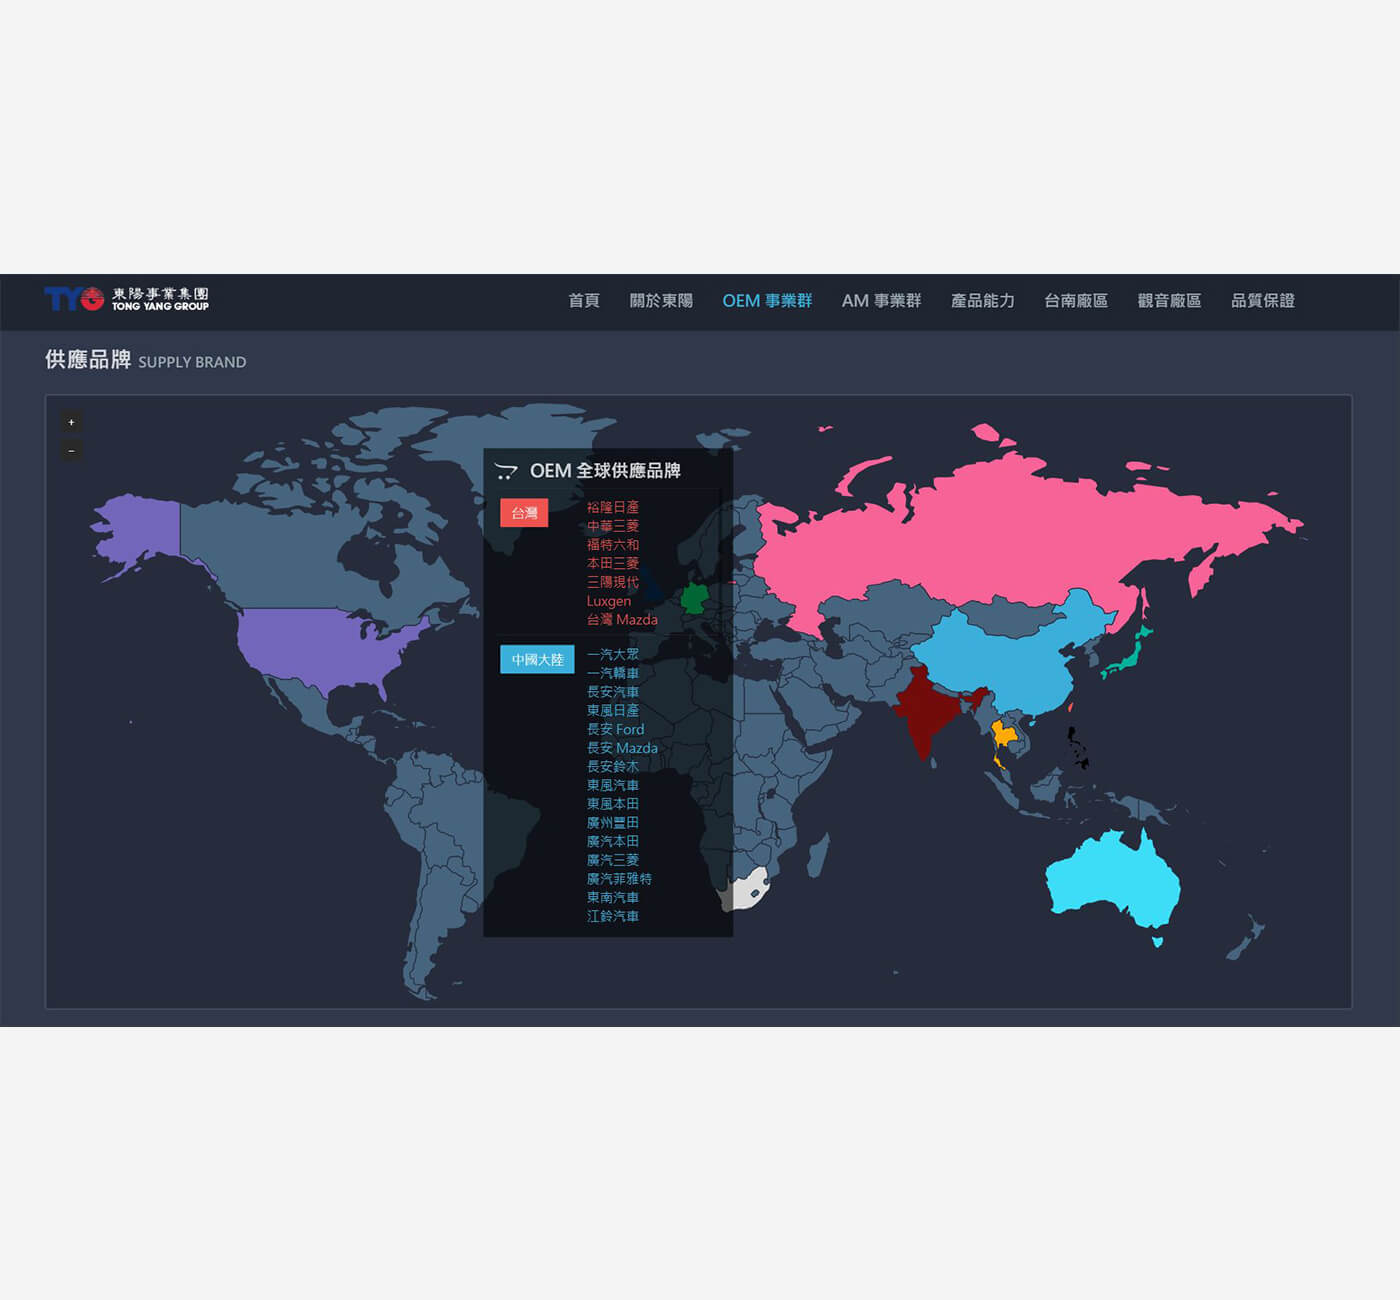 TYG 東陽事業集團
TONG YANG GROUP
首頁 關於東陽 OEM 事業群 AM 事業群 產品能力 台南廠區 觀音廠區 品質保證
供應品牌 SUPPLY BRAND
+
−
OEM 全球供應品牌
台灣
裕隆日產
中華三菱
福特六和
本田三菱
三陽現代
Luxgen
台灣 Mazda
中國大陸
一汽大眾
一汽轎車
長安汽車
東風日產
長安 Ford
長安 Mazda
長安鈴木
東風汽車
東風本田
廣州豐田
廣汽本田
廣汽三菱
廣汽菲雅特
東南汽車
江鈴汽車